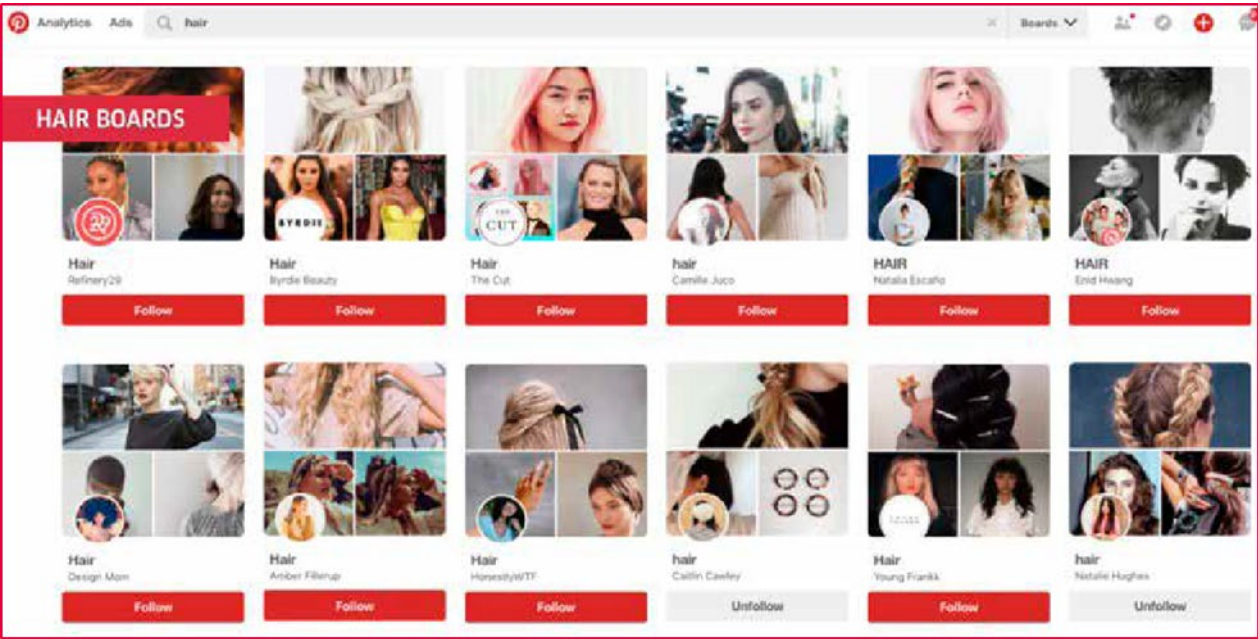 Analytics Ads hair Boards
HAIR BOARDS
29 BYRDIE THE CUT
Hair Hair Hair hair HAIR HAIR
Refinery29 Byrdie Beauty The Cut Camille Juco Natalia Escaño Enid Hwang
Follow Follow Follow Follow Follow Follow
Hair Hair Hair hair Hair hair
Design Mom Amber Fillerup HonestlyWTF Caitlin Cawley Young Frankk Natalie Hughes
Follow Follow Follow Unfollow Follow Unfollow